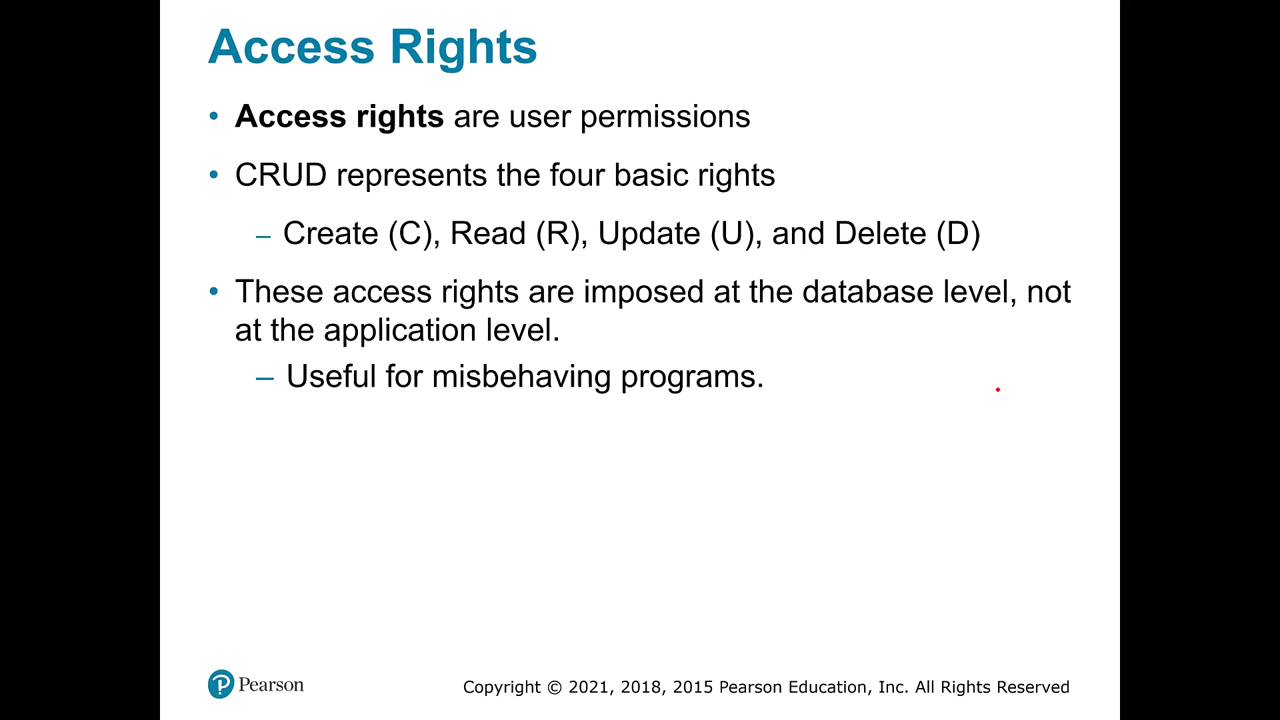 Access Rights
• Access rights are user permissions
• CRUD represents the four basic rights
– Create (C), Read (R), Update (U), and Delete (D)
• These access rights are imposed at the database level, not
at the application level.
– Useful for misbehaving programs.
Pearson
Copyright © 2021, 2018, 2015 Pearson Education, Inc. All Rights Reserved